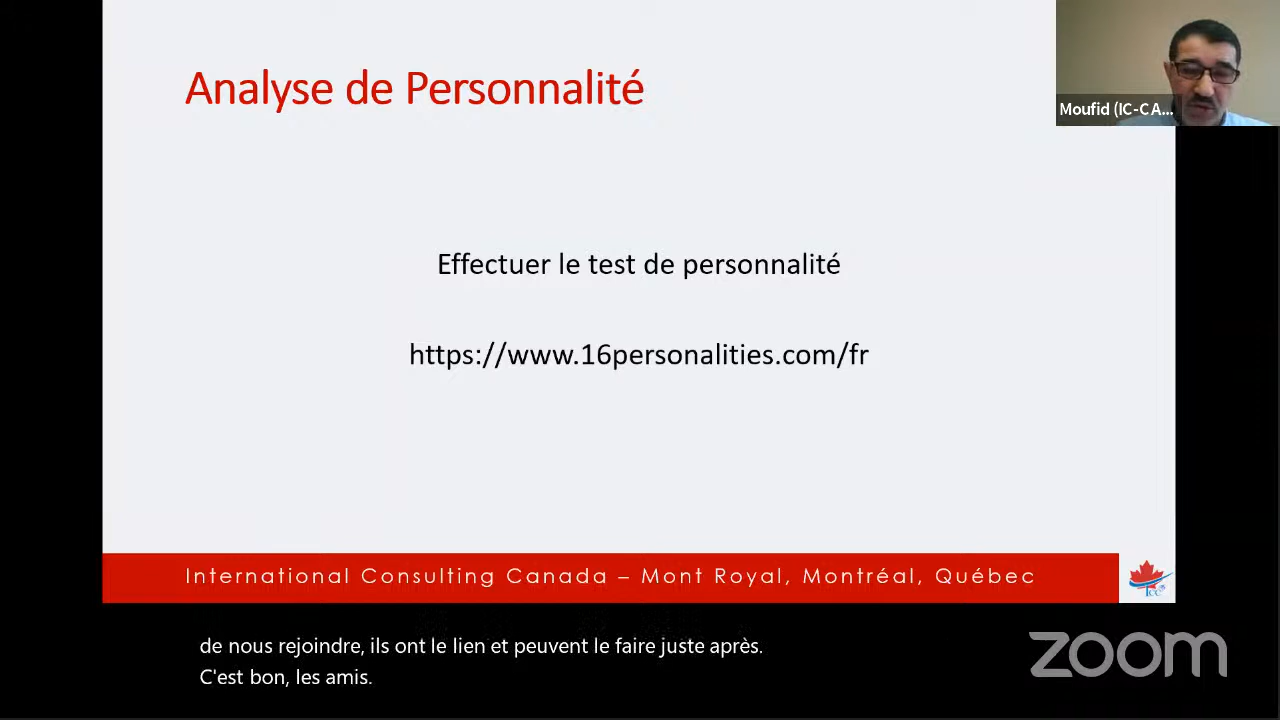 Analyse de Personnalité
Moufid (IC-CA...
Effectuer le test de personnalité
https://www.16personalities.com/fr
International Consulting Canada – Mont Royal, Montréal, Québec
de nous rejoindre, ils ont le lien et peuvent le faire juste après.
C'est bon, les amis.
zoom